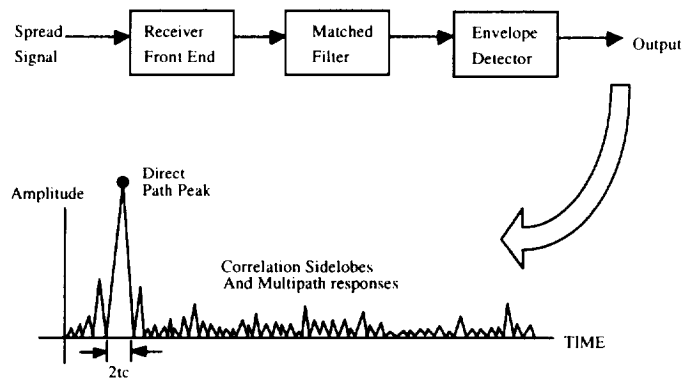 Spread
Signal
Receiver
Front End
Matched
Filter
Envelope
Detector
Output
Direct
Path Peak
Amplitude
Correlation Sidelobes
And Multipath responses
TIME
2tc